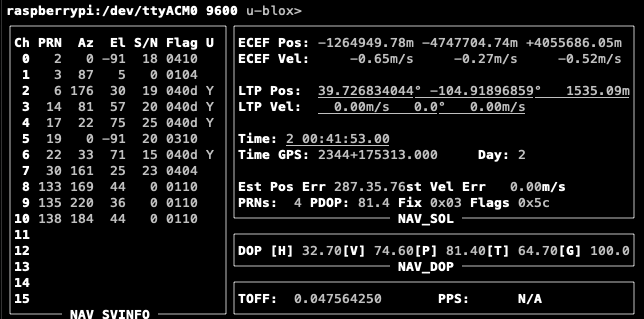 raspberrypi:/dev/ttyACM0 9600 u-blox>
Ch PRN Az El S/N Flag U
0 2 0 -91 18 0410
1 3 87 5 0 0104
2 6 176 30 19 040d Y
3 14 81 57 20 040d Y
4 17 22 75 25 040d Y
5 19 0 -91 20 0310
6 22 33 71 15 040d Y
7 30 161 25 23 0404
8 133 169 44 0 0110
9 135 220 36 0 0110
10 138 184 44 0 0110
11
12
13
14
15
NAV_SVINFO
ECEF Pos: -1264949.78m -4747704.74m +4055686.05m
ECEF Vel: -0.65m/s -0.27m/s -0.52m/s
LTP Pos: 39.726834044° -104.91896859° 1535.09m
LTP Vel: 0.00m/s 0.0° 0.00m/s
Time: 2 00:41:53.00
Time GPS: 2344+175313.000 Day: 2
Est Pos Err 287.35.76st Vel Err 0.00m/s
PRNs: 4 PDOP: 81.4 Fix 0x03 Flags 0x5c
NAV_SOL
DOP [H] 32.70[V] 74.60[P] 81.40[T] 64.70[G] 100.0
NAV_DOP
TOFF: 0.047564250 PPS: N/A